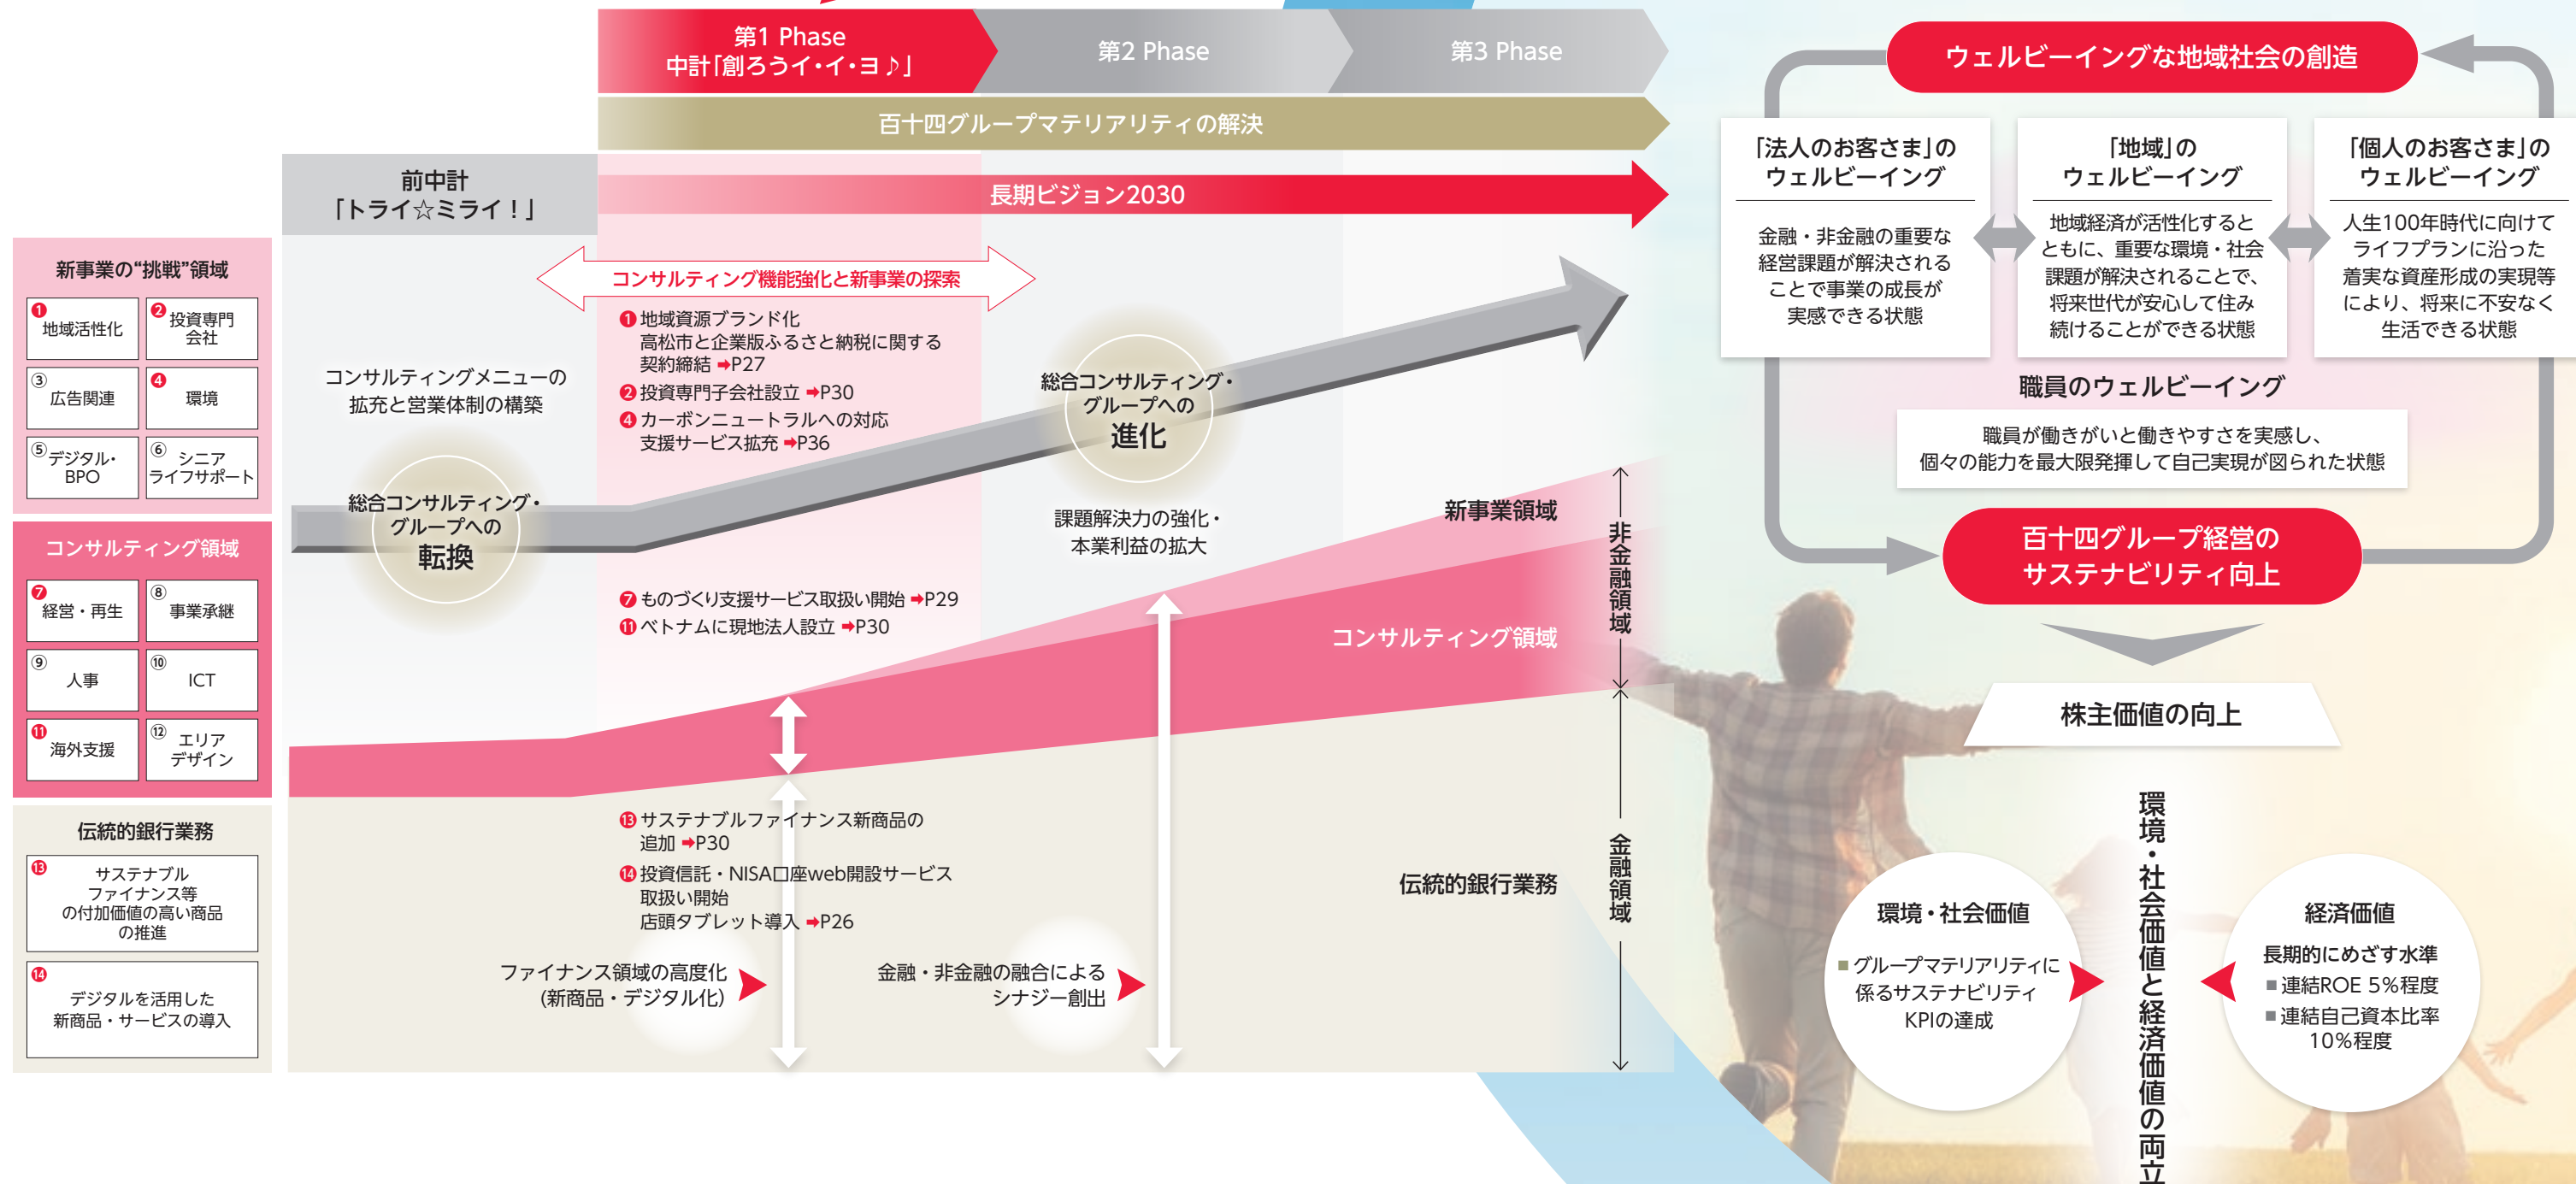 第1 Phase
中計「創ろうイ・イ・ヨ♪」
第2 Phase
第3 Phase
百十四グループマテリアリティの解決
前中計
「トライ☆ミライ！」
長期ビジョン2030
新事業の“挑戦”領域
❶
地域活性化
❷ 投資専門
会社
③
広告関連
❹
環境
⑤ デジタル・
BPO
⑥ シニア
ライフサポート
コンサルティング領域
❼
経営・再生
⑧
事業承継
⑨
人事
⑩
ICT
⓫
海外支援
⑫ エリア
デザイン
伝統的銀行業務
⓭
サステナブル
ファイナンス等
の付加価値の高い商品
の推進
⓮
デジタルを活用した
新商品・サービスの導入
コンサルティングメニューの
拡充と営業体制の構築
総合コンサルティング・
グループへの
転換
コンサルティング機能強化と新事業の探索
❶ 地域資源ブランド化
高松市と企業版ふるさと納税に関する
契約締結 ➡P27
❷ 投資専門子会社設立 ➡P30
❹ カーボンニュートラルへの対応
支援サービス拡充 ➡P36
❼ ものづくり支援サービス取扱い開始 ➡P29
⓫ ベトナムに現地法人設立 ➡P30
⓭ サステナブルファイナンス新商品の
追加 ➡P30
⓮ 投資信託・NISA口座web開設サービス
取扱い開始
店頭タブレット導入 ➡P26
ファイナンス領域の高度化
（新商品・デジタル化）
金融・非金融の融合による
シナジー創出
総合コンサルティング・
グループへの
進化
課題解決力の強化・
本業利益の拡大
新事業領域
コンサルティング領域
伝統的銀行業務
非金融領域
金融領域
ウェルビーイングな地域社会の創造
「法人のお客さま」の
ウェルビーイング
金融・非金融の重要な
経営課題が解決される
ことで事業の成長が
実感できる状態
「地域」の
ウェルビーイング
地域経済が活性化すると
ともに、重要な環境・社会
課題が解決されることで、
将来世代が安心して住み
続けることができる状態
「個人のお客さま」の
ウェルビーイング
人生100年時代に向けて
ライフプランに沿った
着実な資産形成の実現等
により、将来に不安なく
生活できる状態
職員のウェルビーイング
職員が働きがいと働きやすさを実感し、
個々の能力を最大限発揮して自己実現が図られた状態
百十四グループ経営の
サステナビリティ向上
株主価値の向上
環境・社会価値と経済価値の両立
環境・社会価値
■ グループマテリアリティに
係るサステナビリティ
KPIの達成
経済価値
長期的にめざす水準
■ 連結ROE 5%程度
■ 連結自己資本比率
10%程度